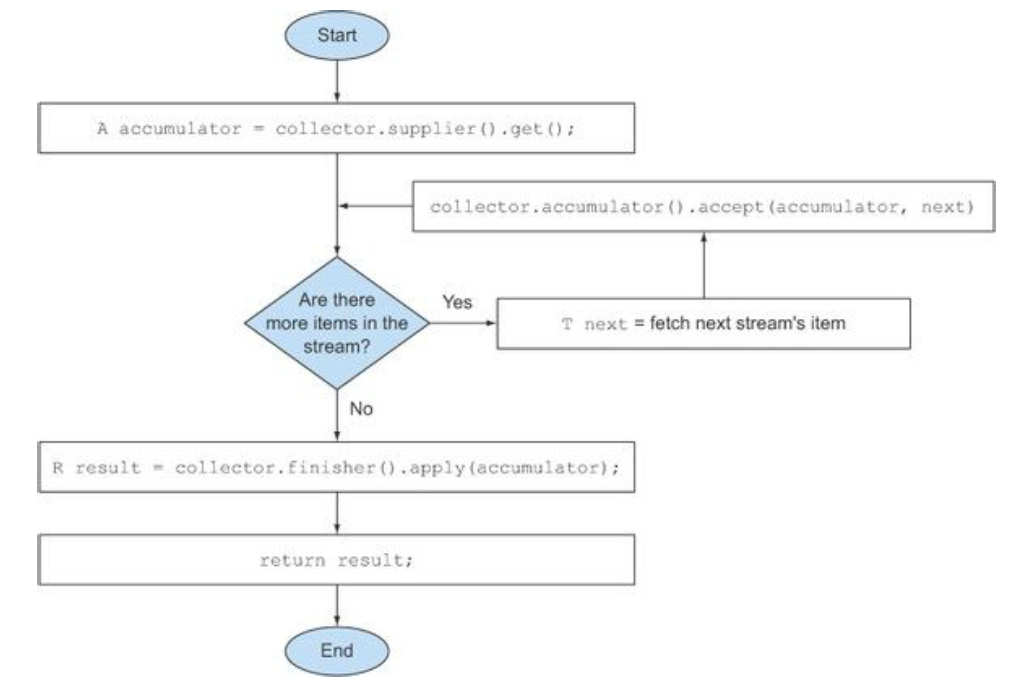 Start
A accumulator = collector.supplier().get();
collector.accumulator().accept(accumulator, next)
Are there
more items in the
stream?
Yes
T next = fetch next stream's item
No
R result = collector.finisher().apply(accumulator);
return result;
End